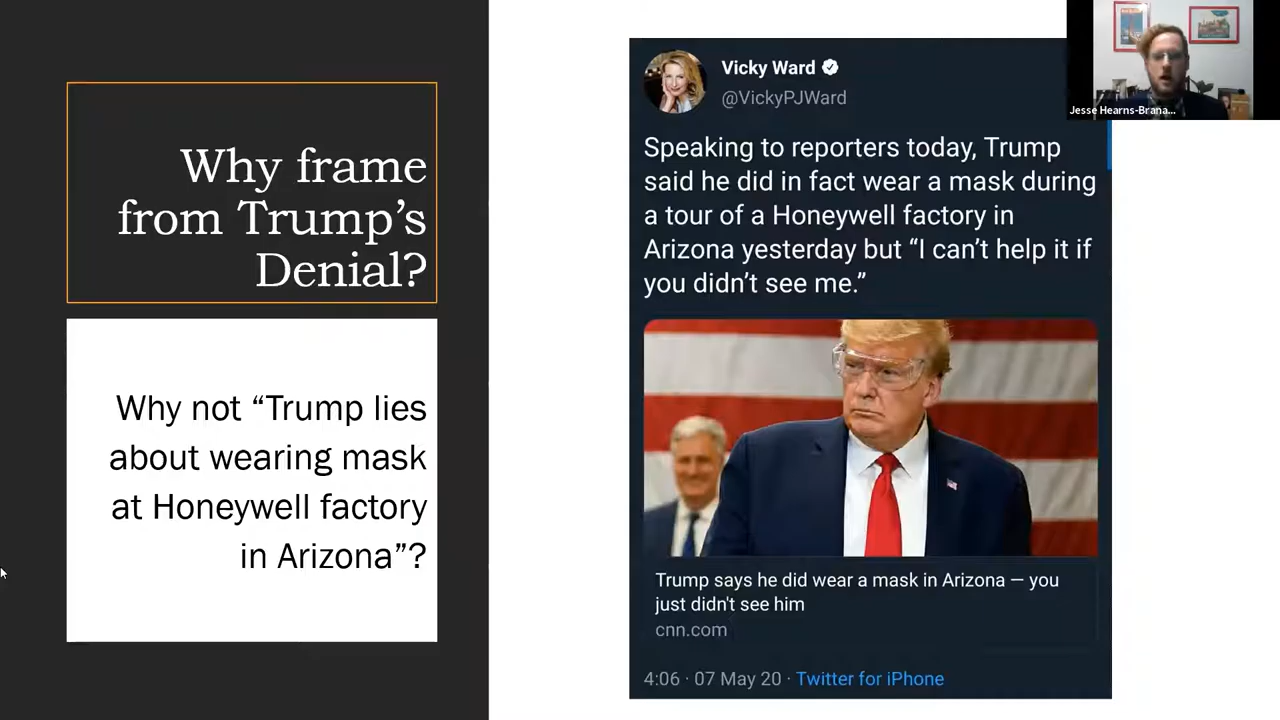 Why frame
from Trump’s
Denial?
Why not “Trump lies
about wearing mask
at Honeywell factory
in Arizona”?
Vicky Ward
@VickyPJWard
Speaking to reporters today, Trump
said he did in fact wear a mask during
a tour of a Honeywell factory in
Arizona yesterday but “I can’t help it if
you didn’t see me.”
Trump says he did wear a mask in Arizona — you
just didn't see him
cnn.com
4:06 · 07 May 20 · Twitter for iPhone
Jesse Hearns-Brana...